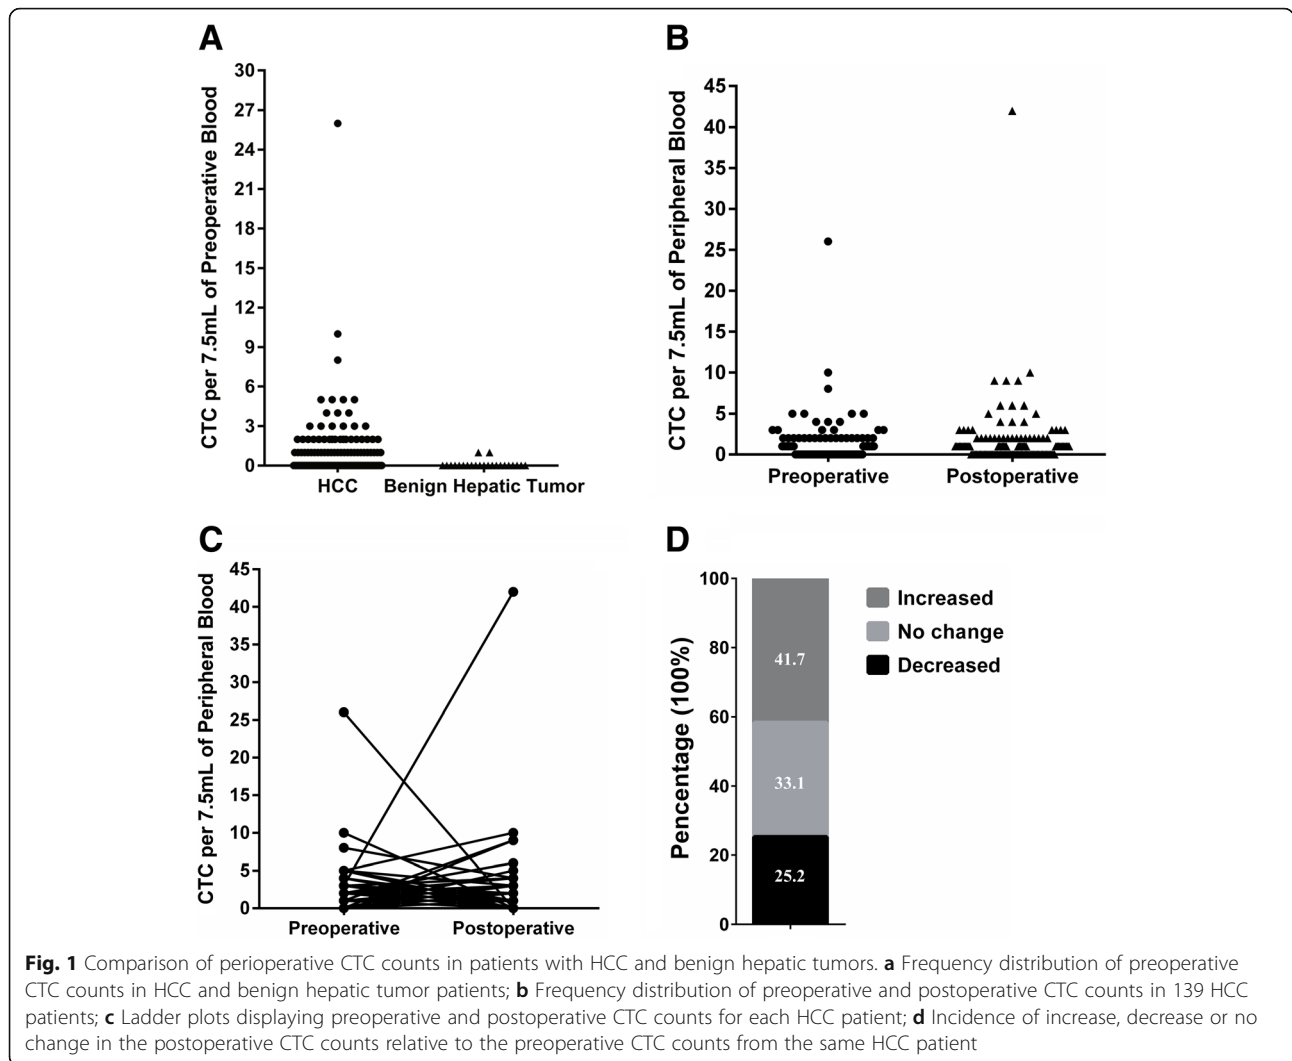 A
CTC per 7.5mL of Preoperative Blood
30
27
24
21
18
15
12
9
6
3
0
HCC Benign Hepatic Tumor
B
CTC per 7.5mL of Peripheral Blood
45
40
35
30
25
20
15
10
5
0
Preoperative Postoperative
C
CTC per 7.5mL of Peripheral Blood
45
40
35
30
25
20
15
10
5
0
Preoperative Postoperative
D
Pencentage (100%)
100
80
60
40
20
0
41.7
33.1
25.2
Increased
No change
Decreased
Fig. 1 Comparison of perioperative CTC counts in patients with HCC and benign hepatic tumors. a Frequency distribution of preoperative
CTC counts in HCC and benign hepatic tumor patients; b Frequency distribution of preoperative and postoperative CTC counts in 139 HCC
patients; c Ladder plots displaying preoperative and postoperative CTC counts for each HCC patient; d Incidence of increase, decrease or no
change in the postoperative CTC counts relative to the preoperative CTC counts from the same HCC patient